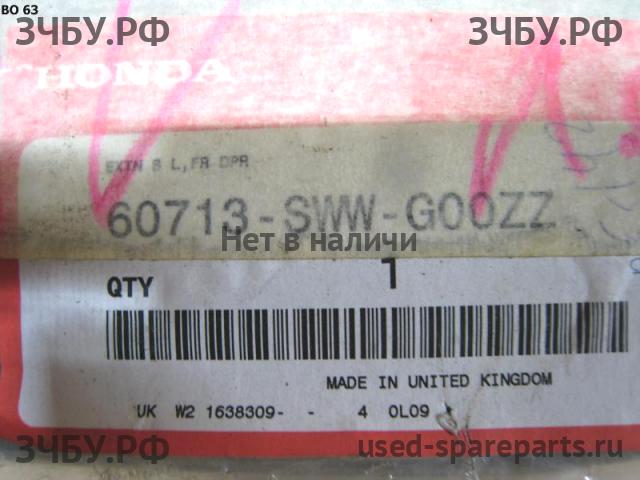 BO 63
ЗЧБУ.РФ ЗЧБУ.РФ
HONDA
EXTN B L,FR DPR
60713-SWW-G00ZZ
Нет в наличи
QTY 1
MADE IN UNITED KINGDOM
UK W2 1638309- - 4 0L09
ЗЧБУ.РФ used-spareparts.ru